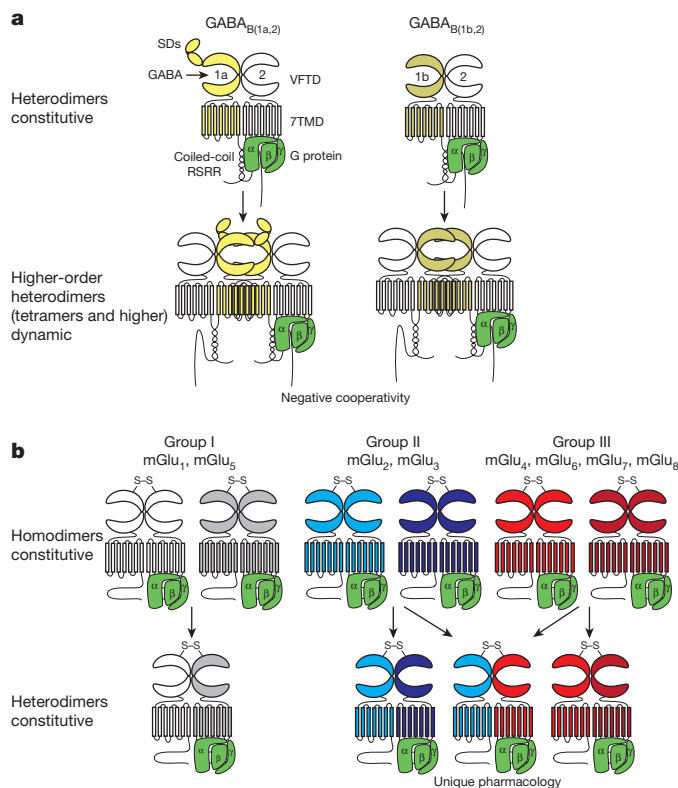 a
GABA_B(1a,2)
GABA_B(1b,2)
SDs
GABA
1a
2
VFTD
1b
2
Heterodimers
constitutive
7TMD
Coiled-coil
RSRR
α
β
γ
G protein
α
β
γ
Higher-order
heterodimers
(tetramers and higher)
dynamic
α
β
γ
α
β
γ
Negative cooperativity
b
Group I
mGlu1, mGlu5
Group II
mGlu2, mGlu3
Group III
mGlu4, mGlu6, mGlu7, mGlu8
S–S
S–S
S–S
S–S
S–S
S–S
Homodimers
constitutive
α
β
γ
α
β
γ
α
β
γ
α
β
γ
α
β
γ
α
β
γ
S–S
S–S
S–S
S–S
Heterodimers
constitutive
α
β
γ
α
β
γ
α
β
γ
α
β
γ
Unique pharmacology